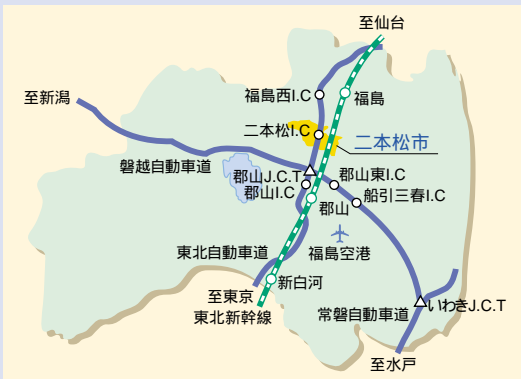 至仙台
至新潟
福島西I.C
福島
二本松I.C
二本松市
磐越自動車道
郡山J.C.T
郡山東I.C
郡山I.C
船引三春I.C
郡山
東北自動車道
福島空港
新白河
至東京
東北新幹線
常磐自動車道
いわきJ.C.T
至水戸